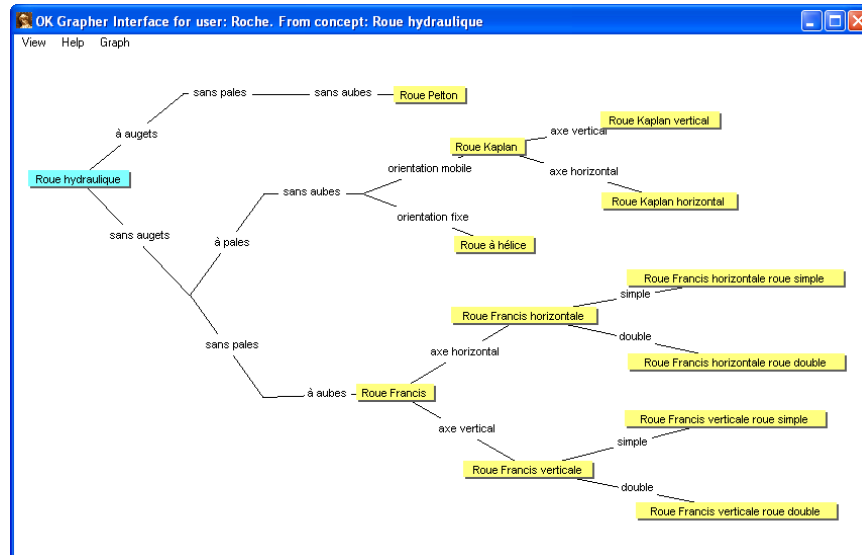 OK Grapher Interface for user: Roche. From concept: Roue hydraulique
View Help Graph
sans pales
sans aubes
Roue Pelton
à augets
Roue hydraulique
axe vertical
Roue Kaplan vertical
Roue Kaplan
orientation mobile
axe horizontal
Roue Kaplan horizontal
sans aubes
à pales
orientation fixe
Roue à hélice
sans augets
Roue Francis horizontale roue simple
simple
Roue Francis horizontale
double
Roue Francis horizontale roue double
sans pales
axe horizontal
à aubes
Roue Francis
axe vertical
Roue Francis verticale roue simple
simple
Roue Francis verticale
double
Roue Francis verticale roue double